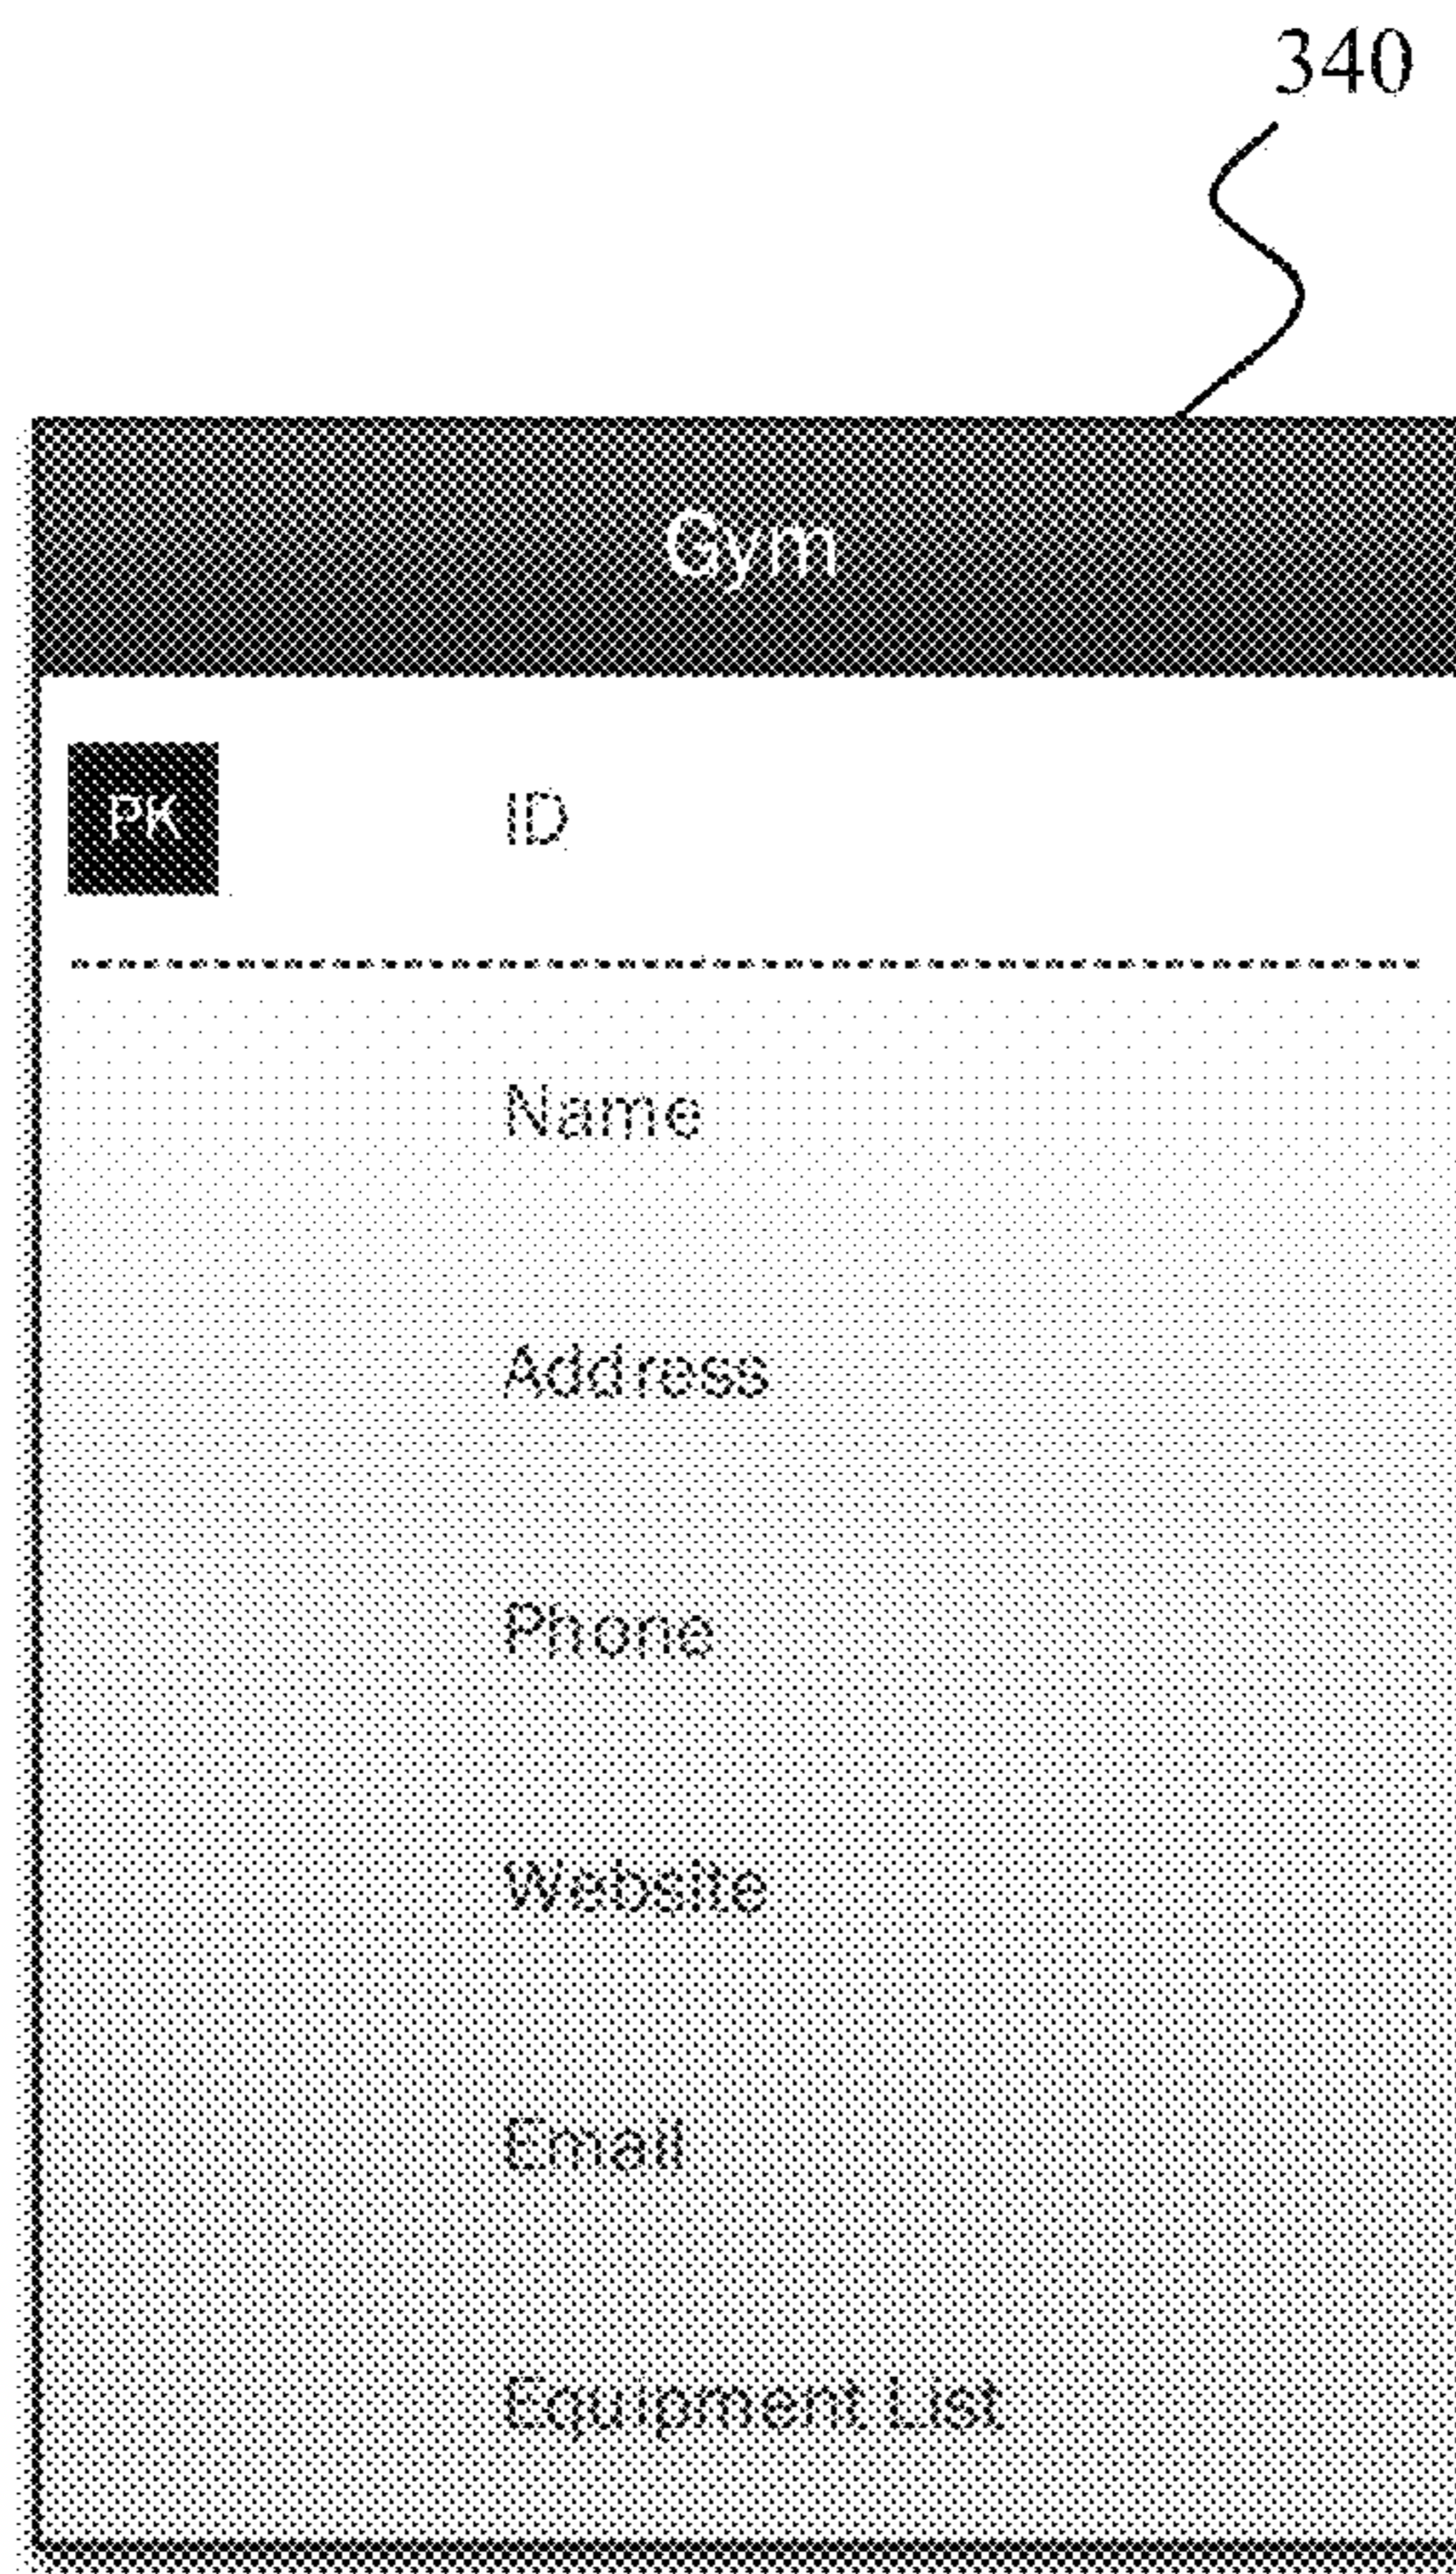 340
Gym
PK ID
Name
Address
Phone
Website
Email
Equipment List